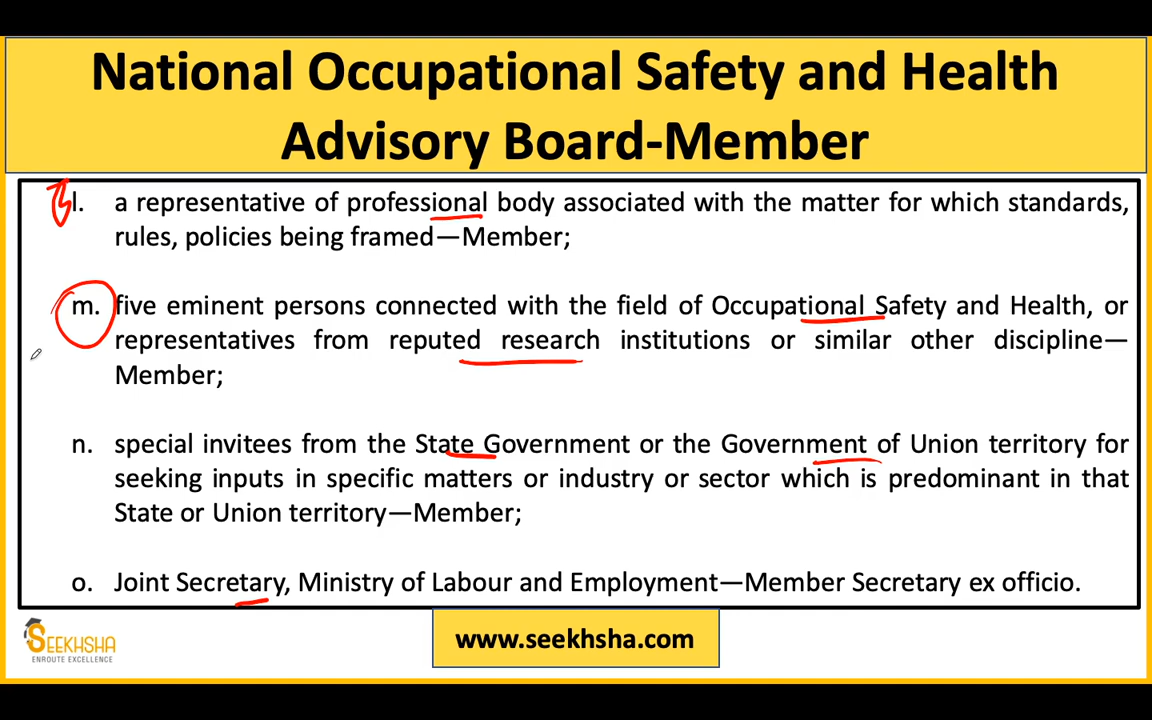 National Occupational Safety and Health
Advisory Board-Member
l. a representative of professional body associated with the matter for which standards,
rules, policies being framed—Member;
m. five eminent persons connected with the field of Occupational Safety and Health, or
representatives from reputed research institutions or similar other discipline—
Member;
n. special invitees from the State Government or the Government of Union territory for
seeking inputs in specific matters or industry or sector which is predominant in that
State or Union territory—Member;
o. Joint Secretary, Ministry of Labour and Employment—Member Secretary ex officio.
SEEKHSHA
ENROUTE EXCELLENCE
www.seekhsha.com